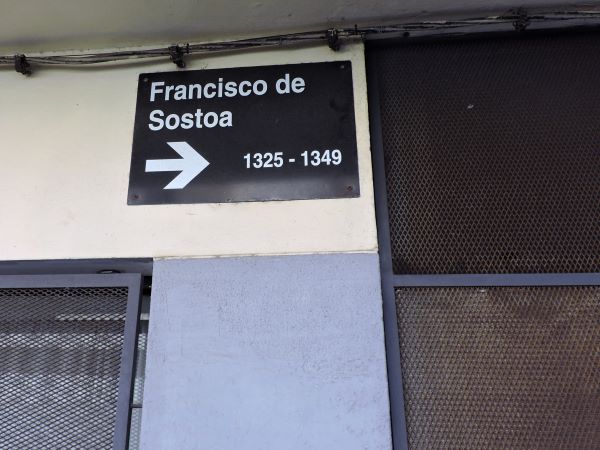 Francisco de
Sostoa
1325 - 1349